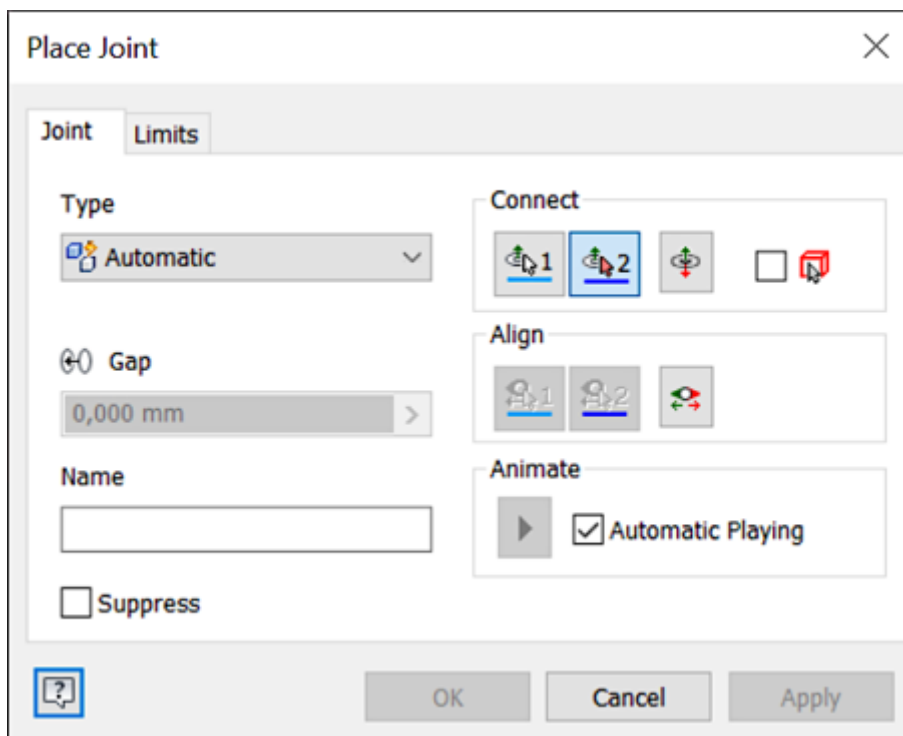 Place Joint
Joint
Limits
Type
Automatic
Gap
0,000 mm
Name
Suppress
Connect
1
2
Align
1
2
Animate
Automatic Playing
?
OK
Cancel
Apply